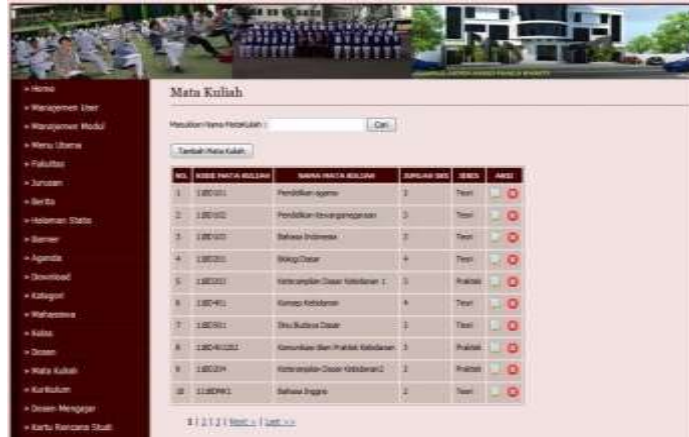 » Home
» Manajemen User
» Manajemen Modul
» Menu Utama
» Fakultas
» Jurusan
» Berita
» Halaman Statis
» Banner
» Agenda
» Download
» Kategori
» Mahasiswa
» Kelas
» Dosen
» Mata Kuliah
» Kurikulum
» Dosen Mengajar
» Kartu Rencana Studi
Mata Kuliah
Masukkan Nama MataKuliah : Cari
Tambah Mata Kuliah
NO. KODE MATA KULIAH NAMA MATA KULIAH JUMLAH SKS JENIS AKSI
1 Pendidikan agama 2 Teori
2 Pendidikan Kewarganegaraan Teori
3 Bahasa Indonesia Teori
4 Biologi Dasar 4 Teori
5 Keterampilan Dasar Kebidanan 1 Praktek
6 Konsep Kebidanan 4 Teori
7 Ilmu Budaya Dasar Teori
8 Komunikasi dlam Praktek Kebidanan Praktek
9 Keterampilan Dasar Kebidanan2 Praktek
10 Bahasa Inggris 2 Teori
1 | 2 | 3 | Next > | Last >>